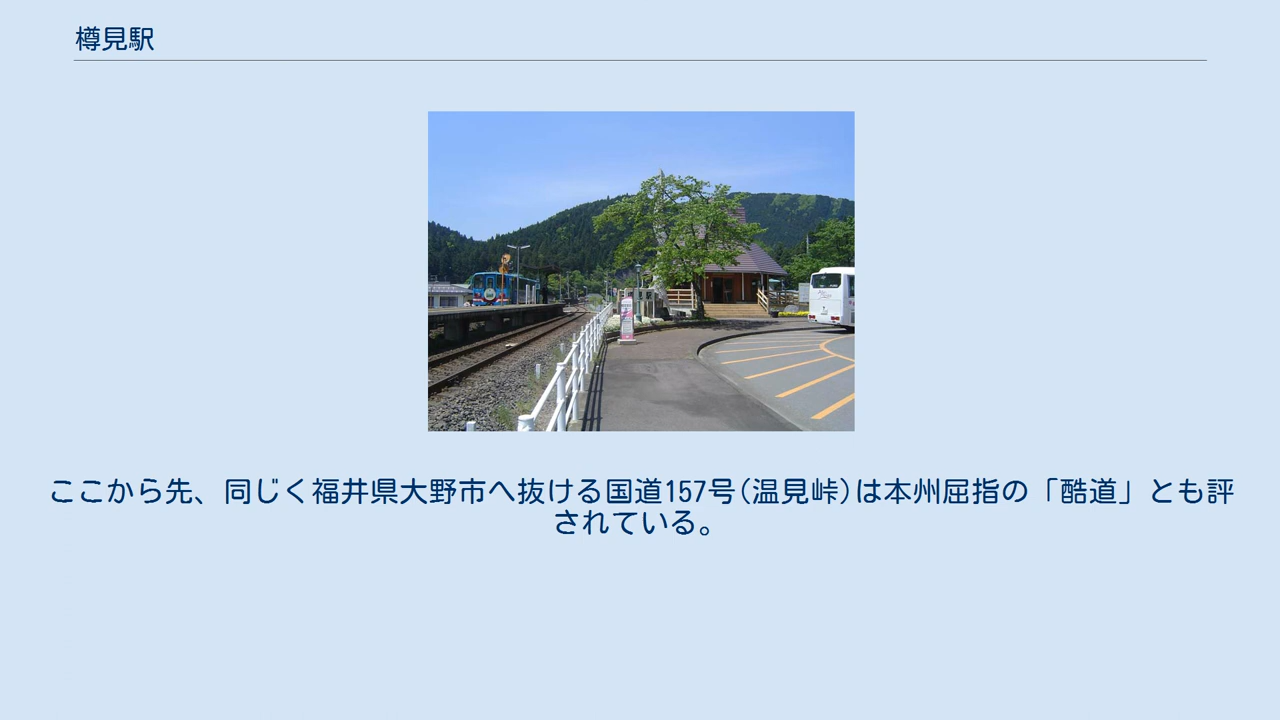 樽見駅
ここから先、同じく福井県大野市へ抜ける国道157号(温見峠)は本州屈指の「酷道」とも評
されている。